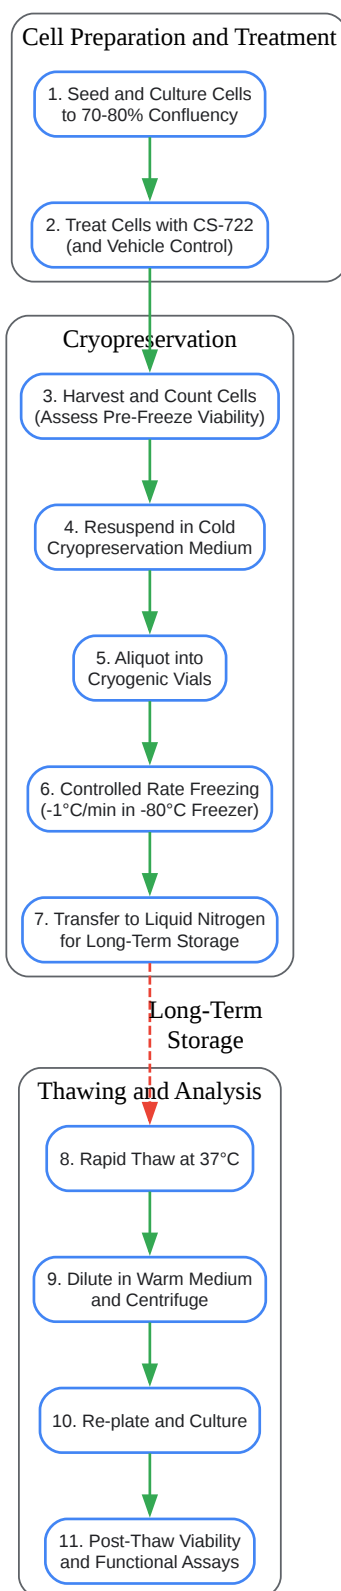 Cell Preparation and Treatment
1. Seed and Culture Cells
to 70-80% Confluency
2. Treat Cells with CS-722
(and Vehicle Control)
Cryopreservation
3. Harvest and Count Cells
(Assess Pre-Freeze Viability)
4. Resuspend in Cold
Cryopreservation Medium
5. Aliquot into
Cryogenic Vials
6. Controlled Rate Freezing
(-1°C/min in -80°C Freezer)
7. Transfer to Liquid Nitrogen
for Long-Term Storage
Long-Term
Storage
Thawing and Analysis
8. Rapid Thaw at 37°C
9. Dilute in Warm Medium
and Centrifuge
10. Re-plate and Culture
11. Post-Thaw Viability
and Functional Assays